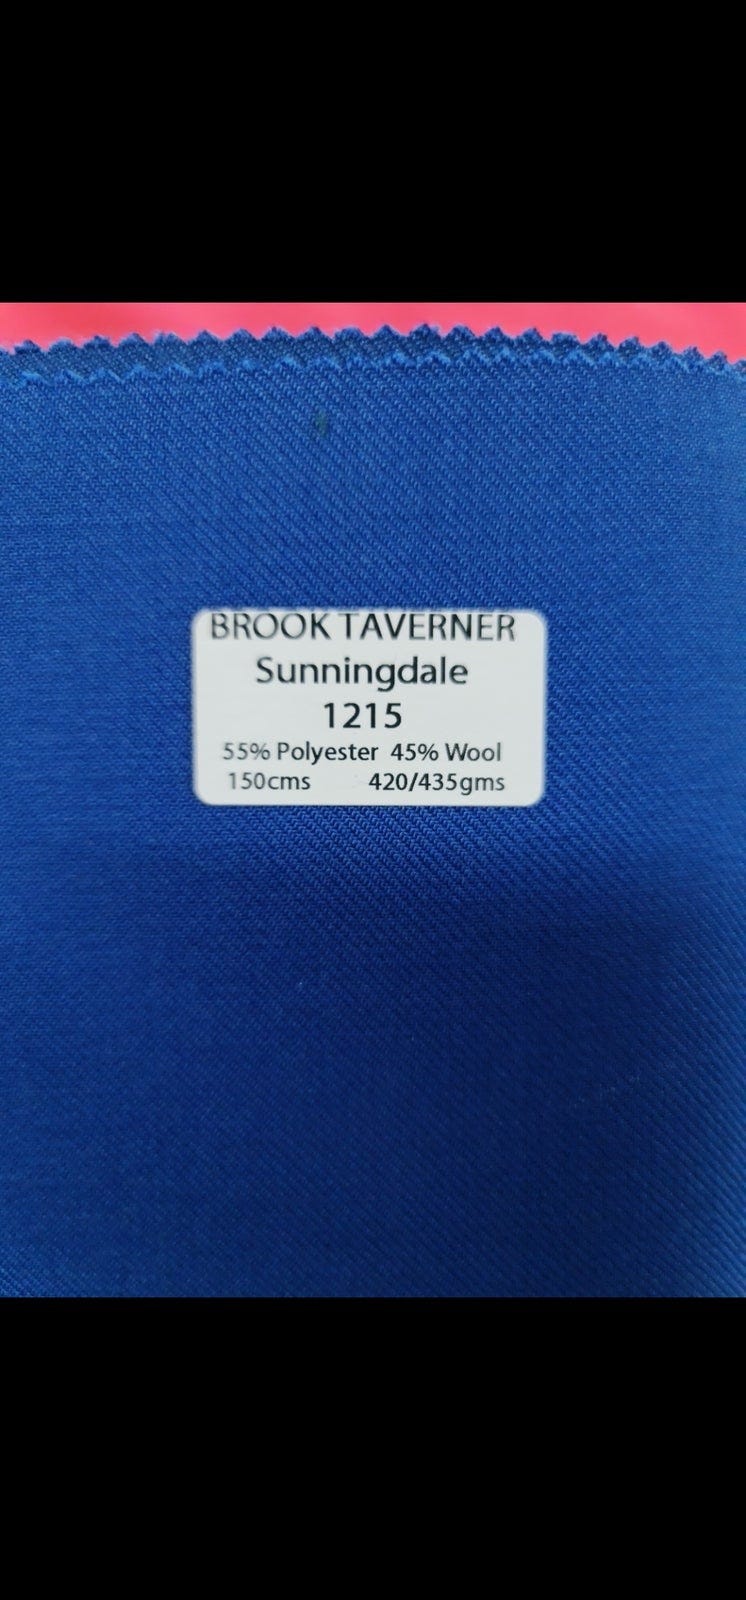 BROOK TAVERNER
Sunningdale
1215
55% Polyester 45% Wool
150cms 420/435gms